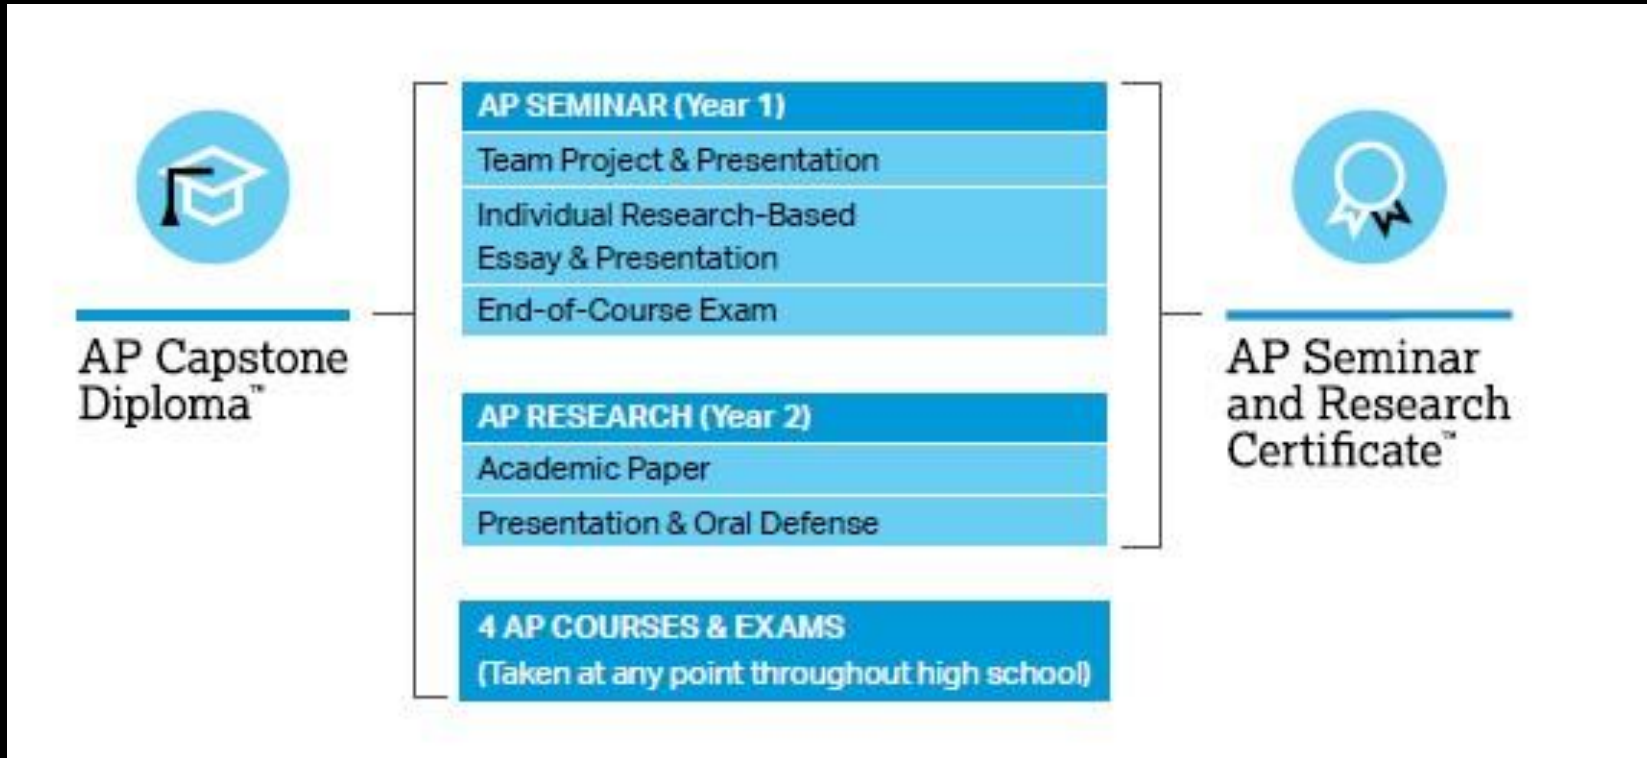 AP Capstone
Diploma™
AP SEMINAR (Year 1)
Team Project & Presentation
Individual Research-Based
Essay & Presentation
End-of-Course Exam
AP RESEARCH (Year 2)
Academic Paper
Presentation & Oral Defense
4 AP COURSES & EXAMS
(Taken at any point throughout high school)
AP Seminar
and Research
Certificate™